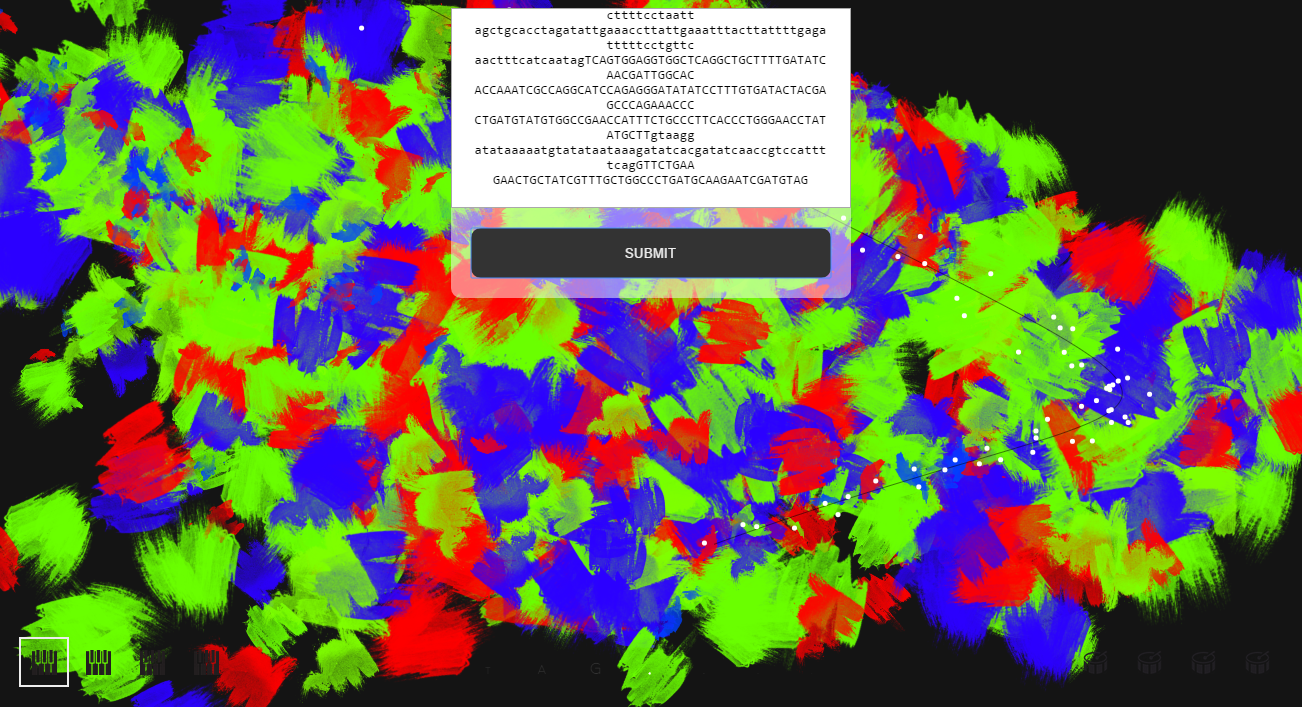 cttttcctaatt
agctgcacctagatattgaaaccttattgaaatttacttattttgaga
tttttcctgttc
aactttcatcaatagTCAGTGGAGGTGGCTCAGGCTGCTTTTGATATC
AACGATTGGCAC
ACCAAATCGCCAGGCATCCAGAGGGATATATCCTTTGTGATACTACGA
GCCCAGAAACCC
CTGATGTATGTGGCCGAACCATTTCTGCCCTTCACCCTGGGAACCTAT
ATGCTTgtaagg
atataaaaatgtatataataaagatatcacgatatcaaccgtccattt
tcagGTTCTGAA
GAACTGCTATCGTTTGCTGGCCCTGATGCAAGAATCGATGTAG
SUBMIT
A G